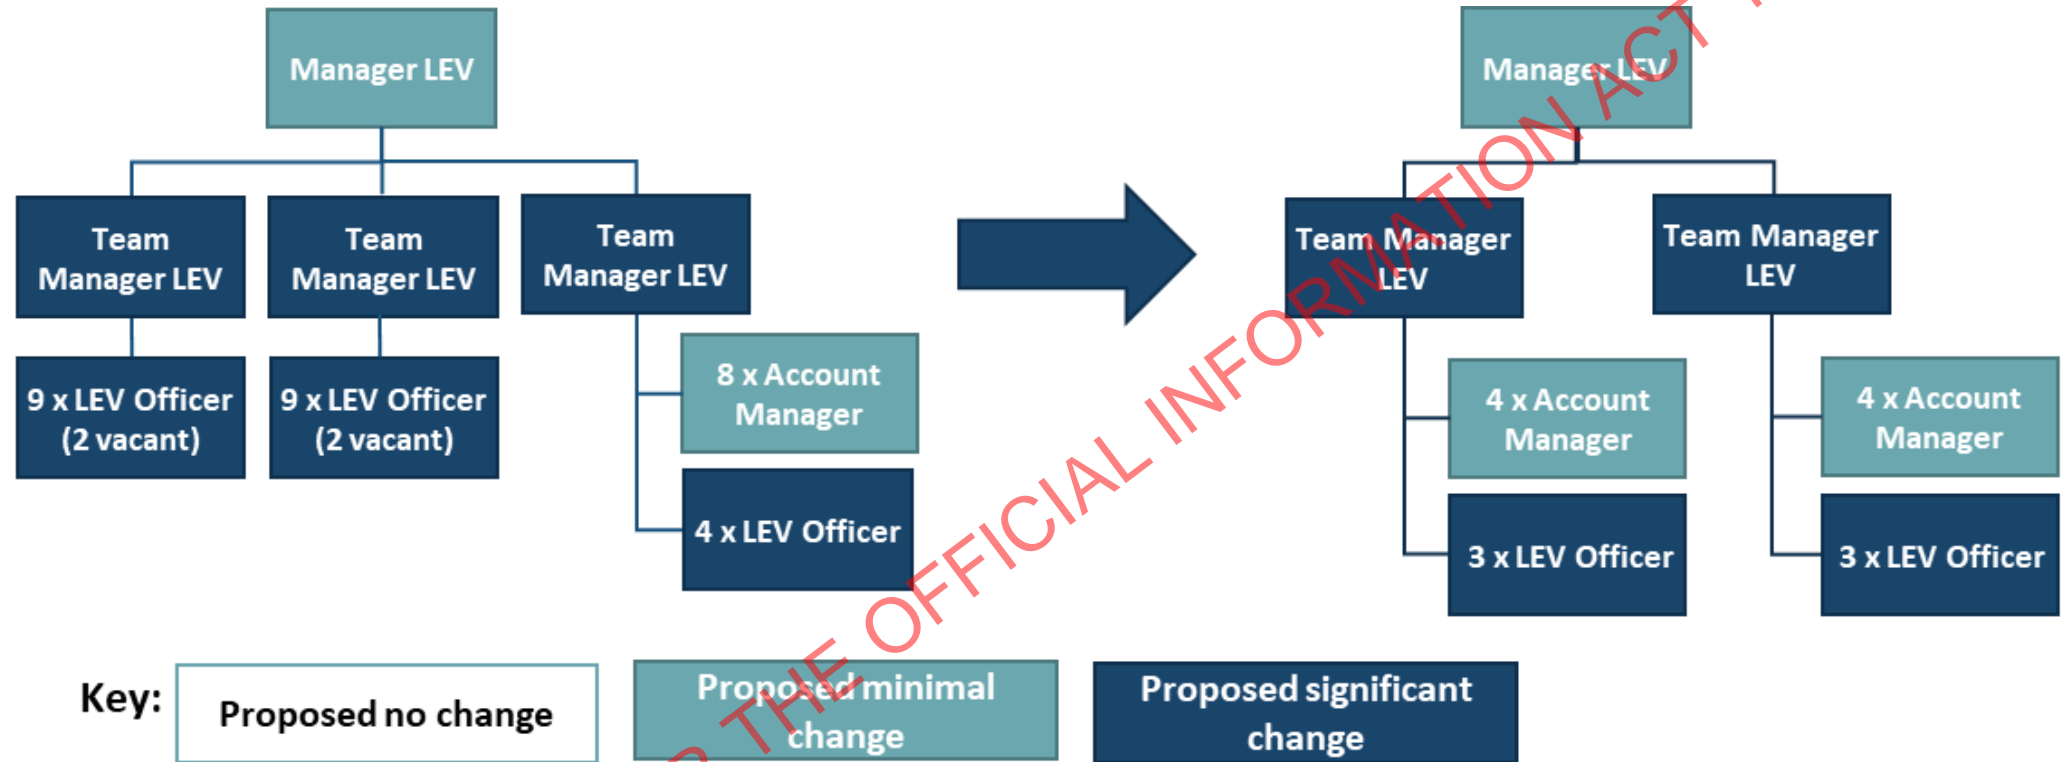 Manager LEV
Team
Manager LEV
Team
Manager LEV
Team
Manager LEV
9 x LEV Officer
(2 vacant)
9 x LEV Officer
(2 vacant)
8 x Account
Manager
4 x LEV Officer
Manager LEV
Team Manager
LEV
Team Manager
LEV
4 x Account
Manager
3 x LEV Officer
4 x Account
Manager
3 x LEV Officer
Key:
Proposed no change
Proposed minimal
change
Proposed significant
change
THE OFFICIAL INFORMATION ACT